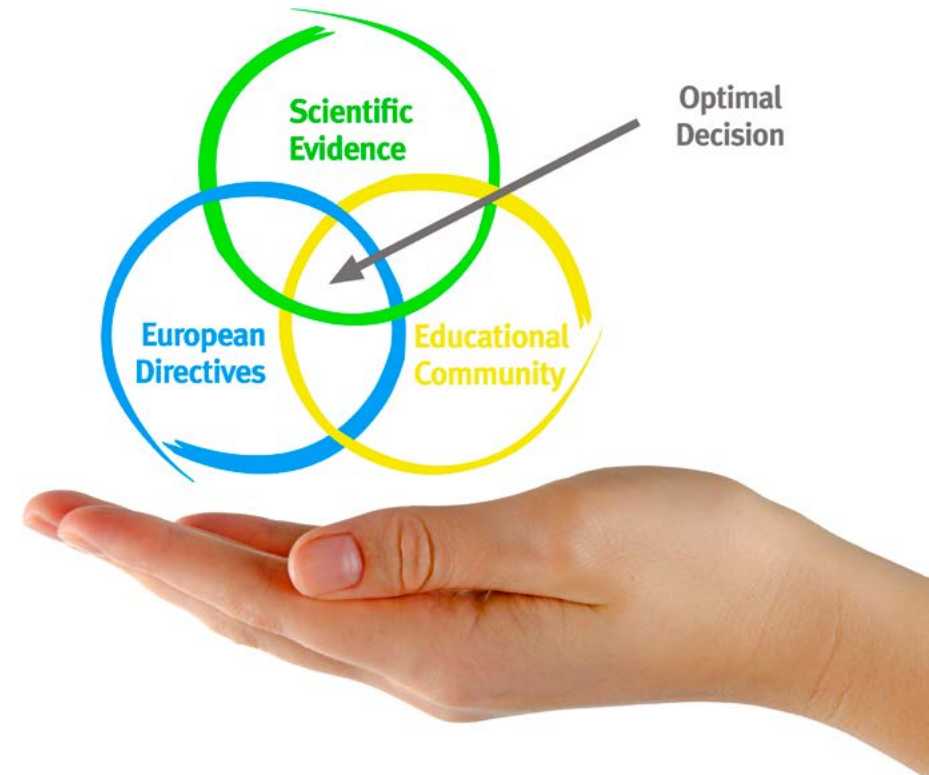 Scientific
Evidence
Optimal
Decision
European
Directives
Educational
Community